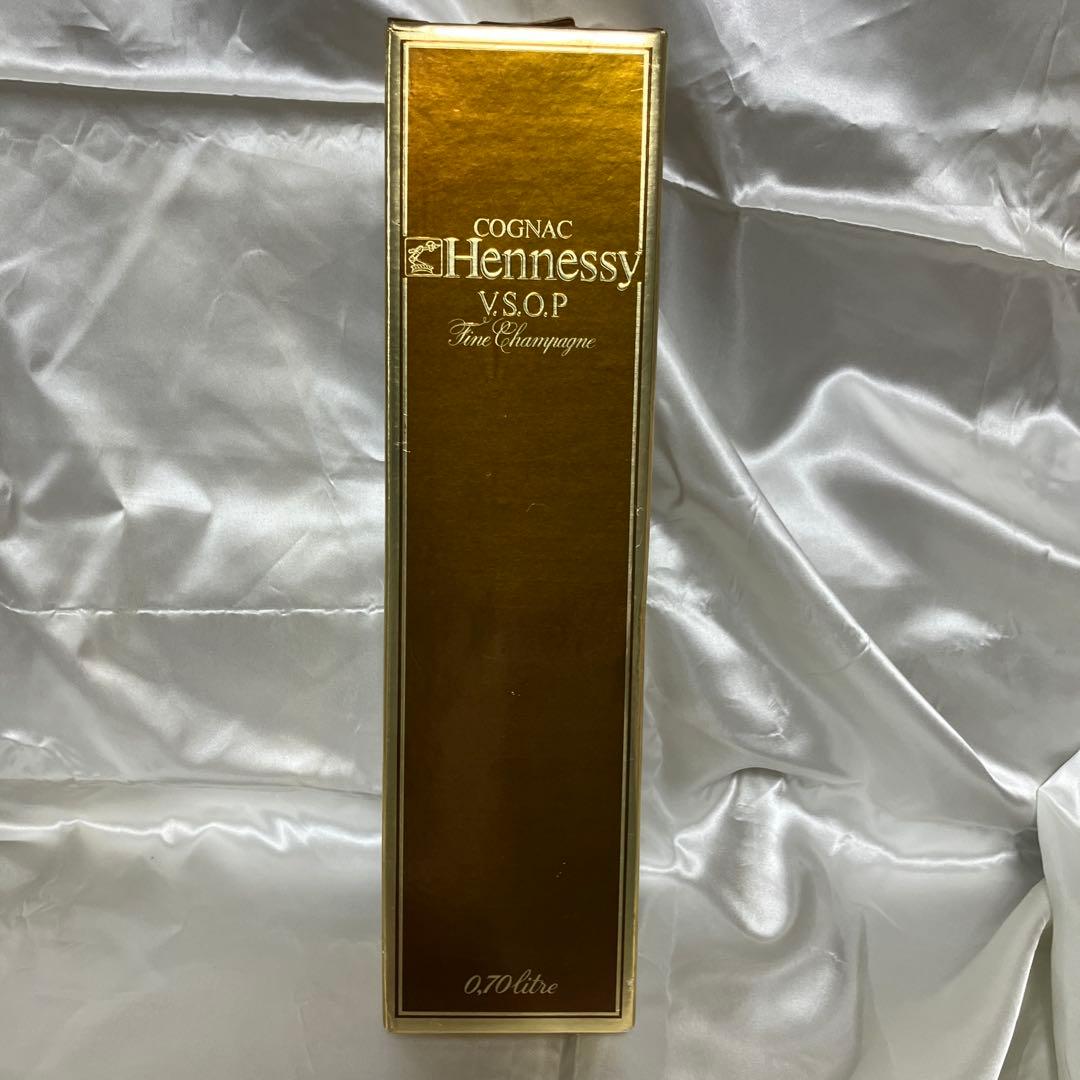 COGNAC
Hennessy
V.S.O.P
Fine Champagne
0,70 litre